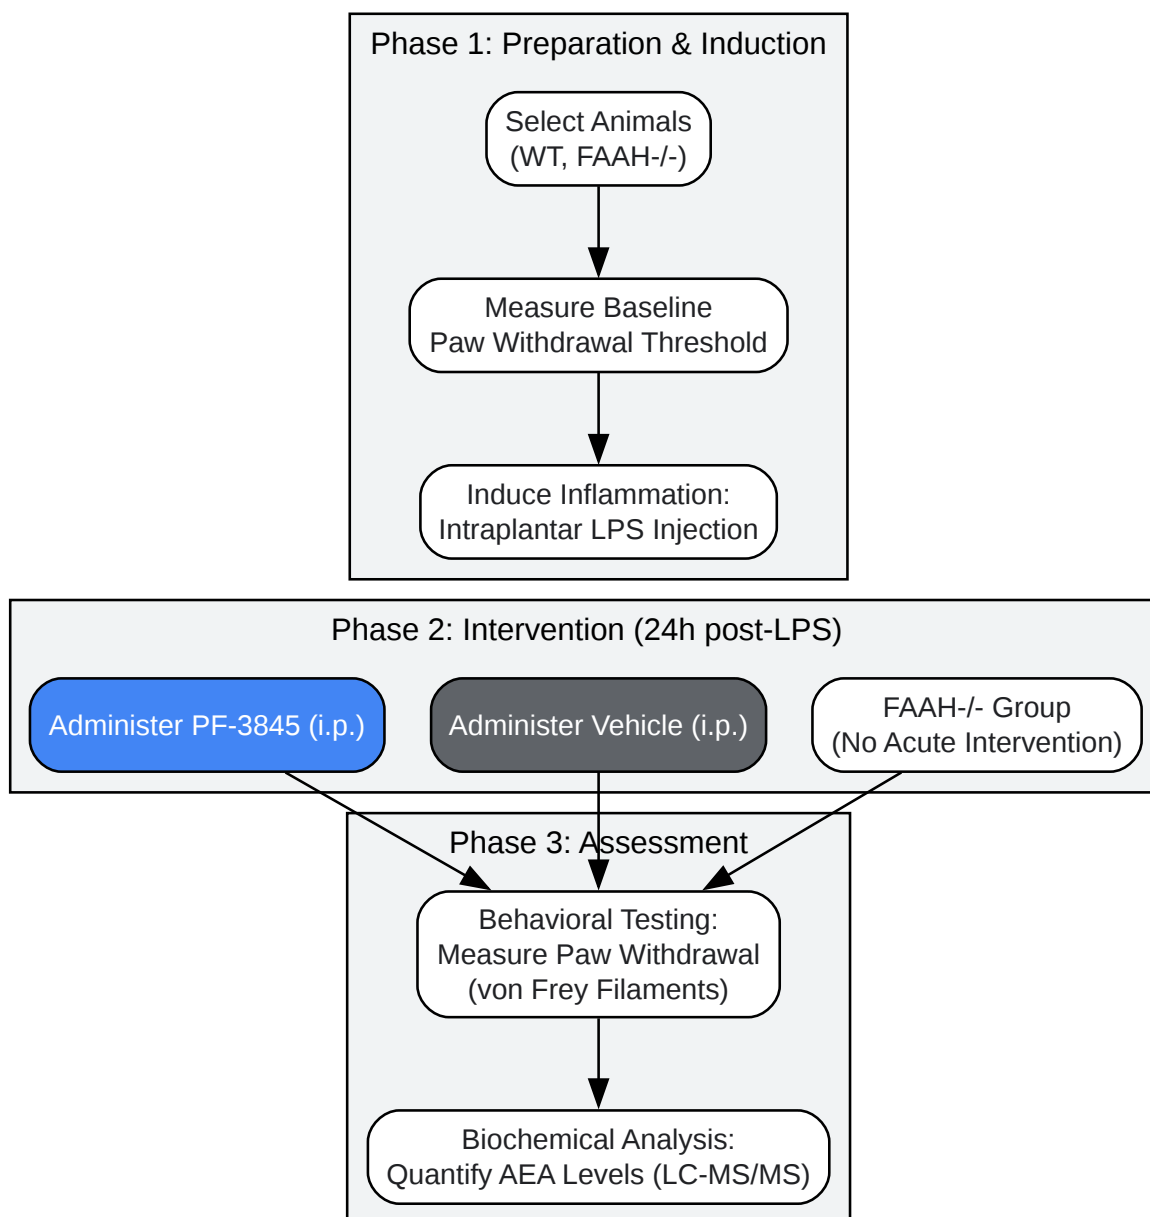 Phase 1: Preparation & Induction
Select Animals
(WT, FAAH-/-)
Measure Baseline
Paw Withdrawal Threshold
Induce Inflammation:
Intraplantar LPS Injection
Phase 2: Intervention (24h post-LPS)
Administer PF-3845 (i.p.)
Administer Vehicle (i.p.)
FAAH-/- Group
(No Acute Intervention)
Phase 3: Assessment
Behavioral Testing:
Measure Paw Withdrawal
(von Frey Filaments)
Biochemical Analysis:
Quantify AEA Levels (LC-MS/MS)